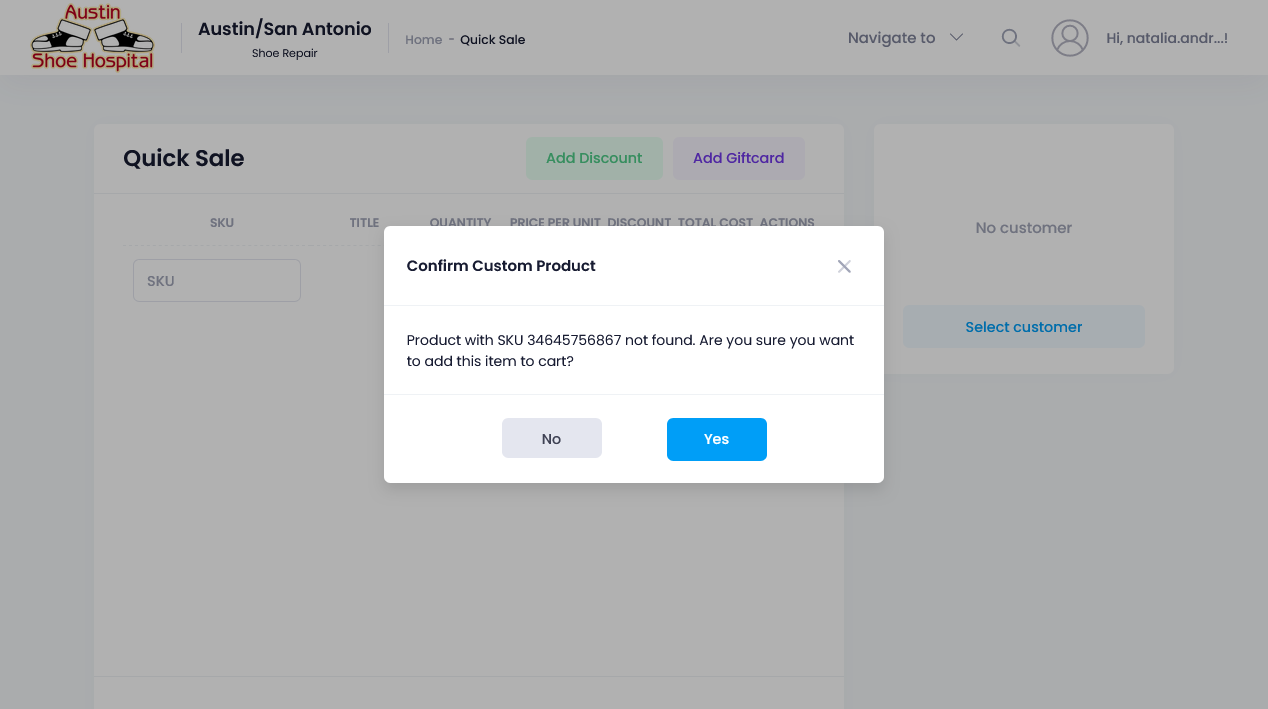 Austin
Shoe Hospital
Austin/San Antonio
Shoe Repair
Home - Quick Sale
Navigate to
Hi, natalia.andr...!
Quick Sale
Add Discount
Add Giftcard
SKU TITLE QUANTITY PRICE PER UNIT DISCOUNT TOTAL COST ACTIONS
SKU
No customer
Select customer
Confirm Custom Product
Product with SKU 34645756867 not found. Are you sure you want
to add this item to cart?
No
Yes